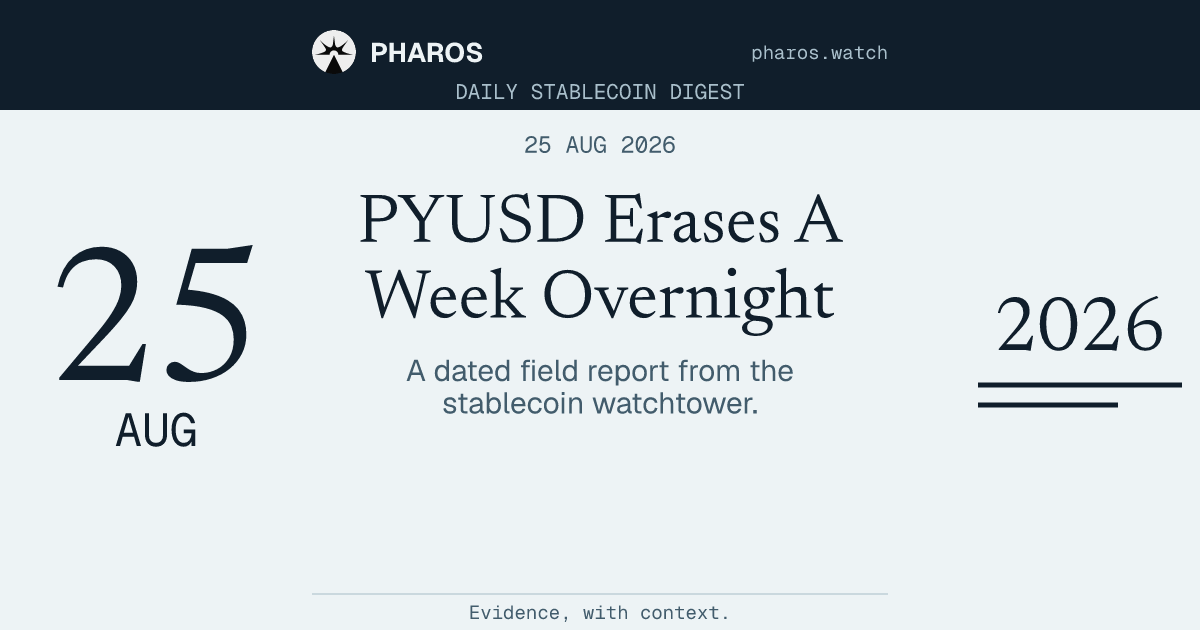 PHAROS
pharos.watch
DAILY STABLECOIN DIGEST
25 AUG 2026
PYUSD Erases A
Week Overnight
A dated field report from the
stablecoin watchtower.
25
AUG
2026
Evidence, with context.